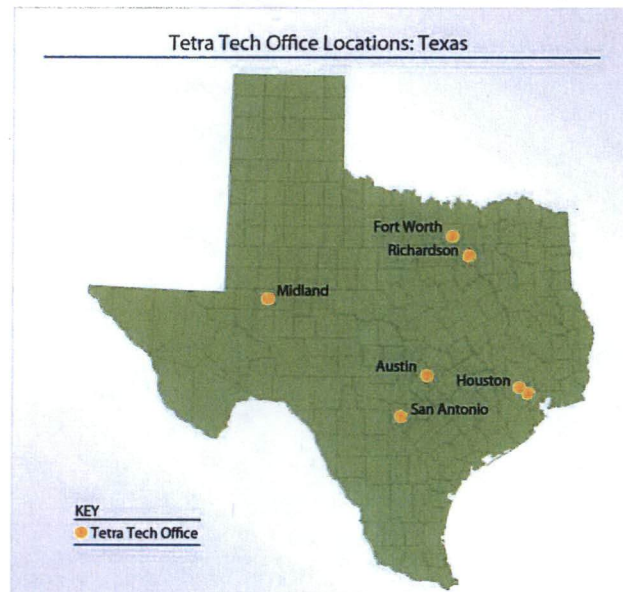 Tetra Tech Office Locations: Texas
Fort Worth
Richardson
Midland
Austin
Houston
San Antonio
KEY
Tetra Tech Office